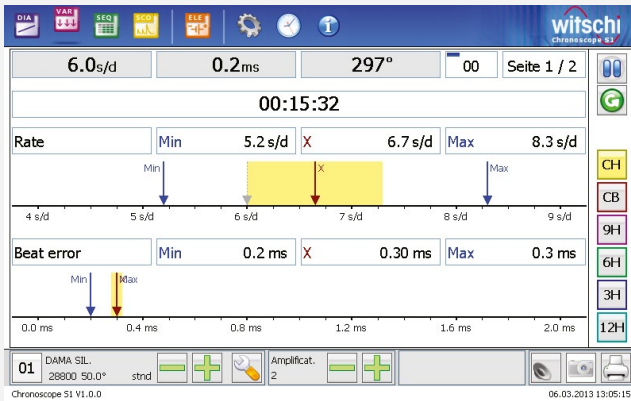 DIA VAR SEQ SCO ELE witschi
Chronoscope S1
6.0s/d 0.2ms 297° 00 Seite 1 / 2
00:15:32
Rate Min 5.2 s/d X 6.7 s/d Max 8.3 s/d
Min X Max
4 s/d 5 s/d 6 s/d 7 s/d 8 s/d 9 s/d
Beat error Min 0.2 ms X 0.30 ms Max 0.3 ms
Min Max
0.0 ms 0.4 ms 0.8 ms 1.2 ms 1.6 ms 2.0 ms
CH
CB
9H
6H
3H
12H
01 DAMA SIL. Amplificat.
28800 50.0° stnd 2
Chronoscope S1 V1.0.0 06.03.2013 13:05:15